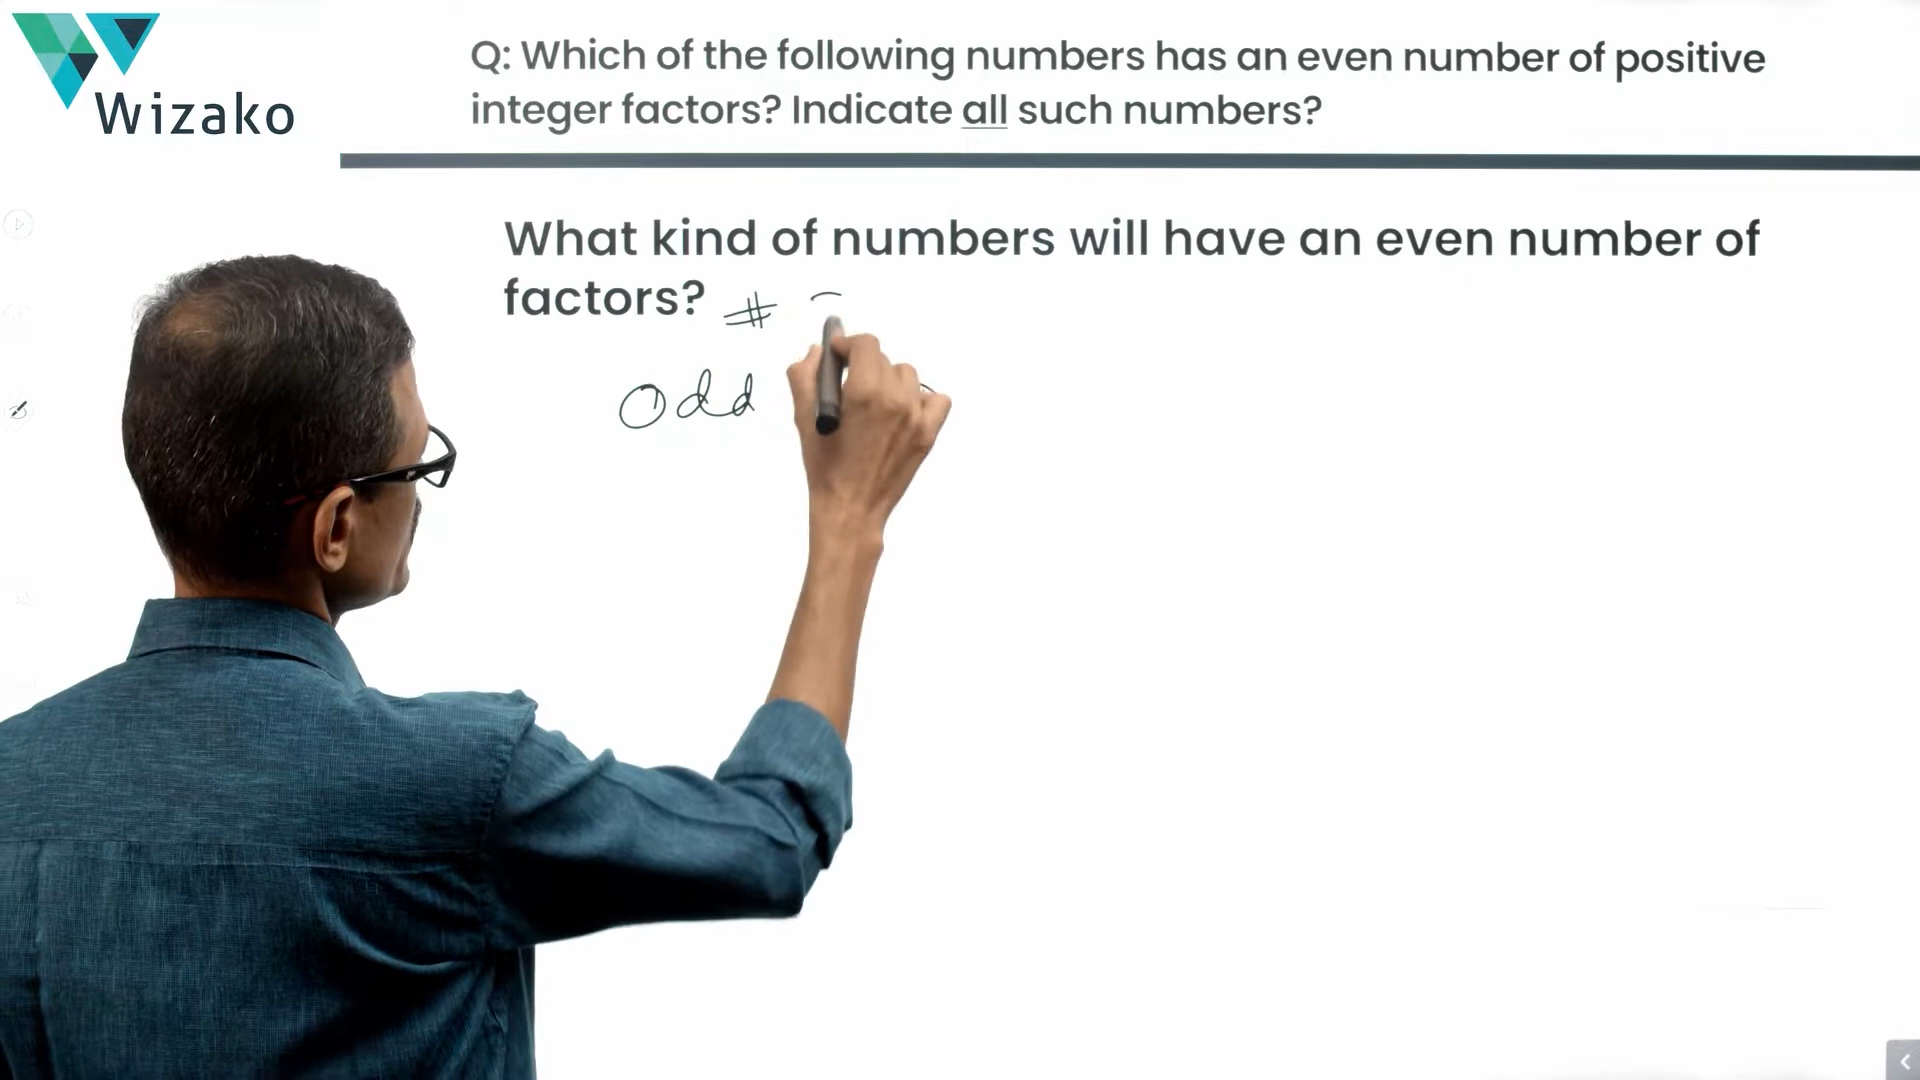 Wizako
Q: Which of the following numbers has an even number of positive
integer factors? Indicate all such numbers?
What kind of numbers will have an even number of
factors? #
Odd